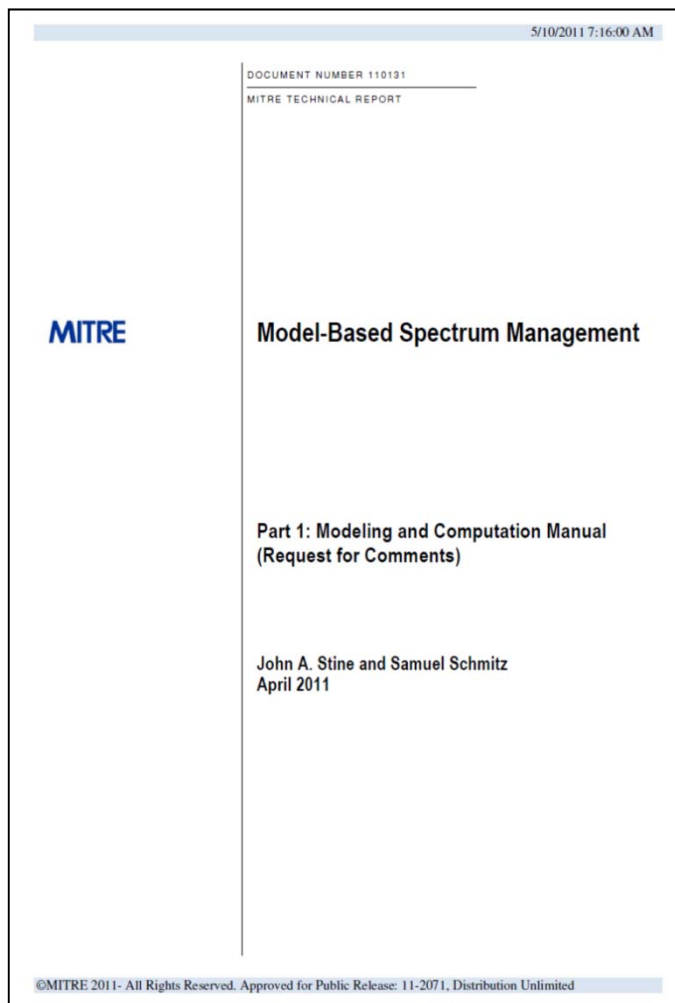 5/10/2011 7:16:00 AM
DOCUMENT NUMBER 110131
MITRE TECHNICAL REPORT
MITRE
Model-Based Spectrum Management
Part 1: Modeling and Computation Manual
(Request for Comments)
John A. Stine and Samuel Schmitz
April 2011
©MITRE 2011- All Rights Reserved. Approved for Public Release: 11-2071, Distribution Unlimited